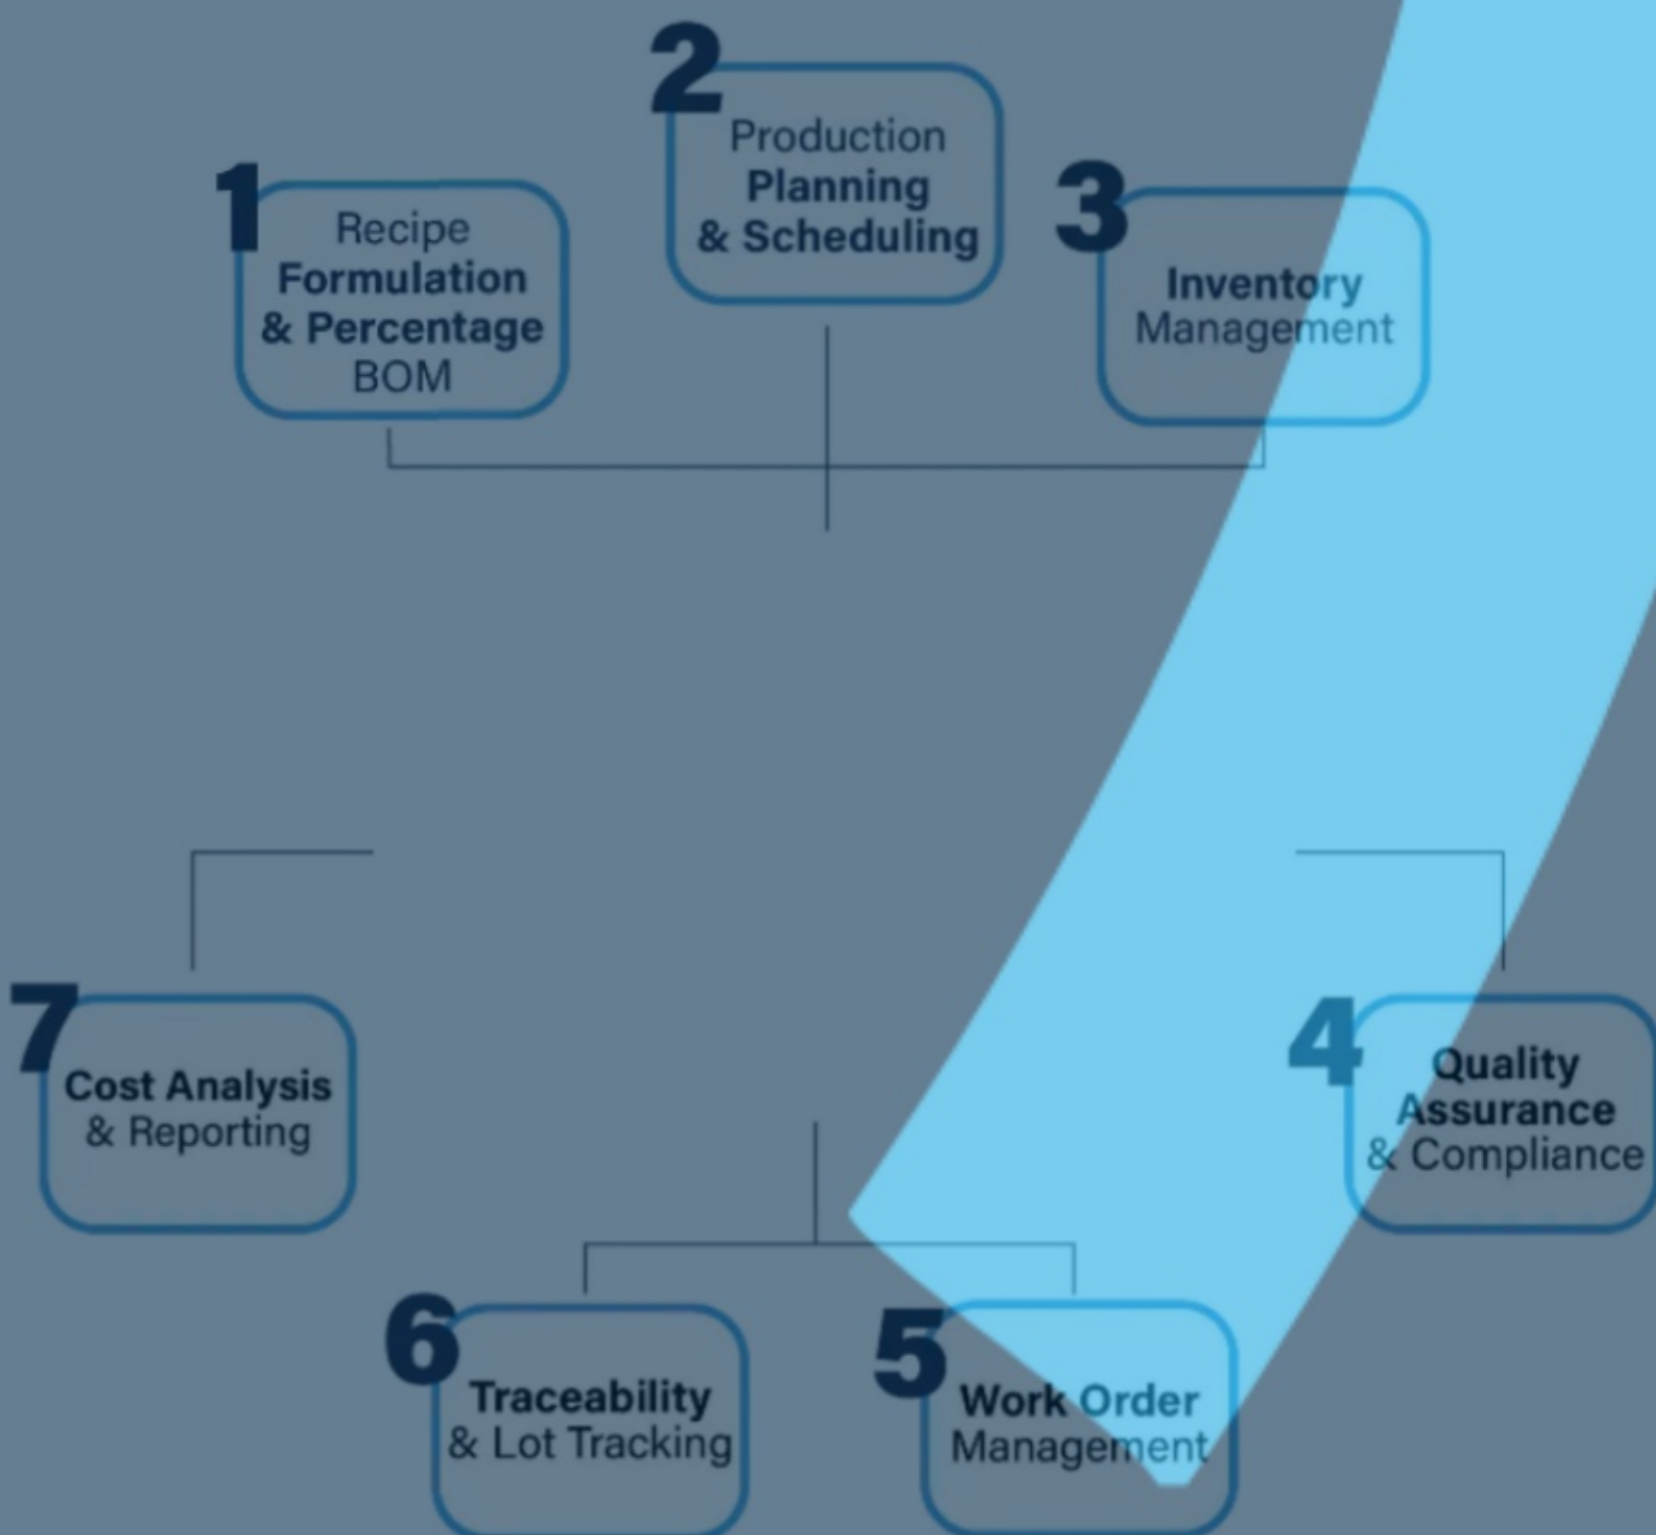 1
Recipe
Formulation
& Percentage
BOM
2
Production
Planning
& Scheduling
3
Inventory
Management
4
Quality
Assurance
& Compliance
5
Work Order
Management
6
Traceability
& Lot Tracking
7
Cost Analysis
& Reporting